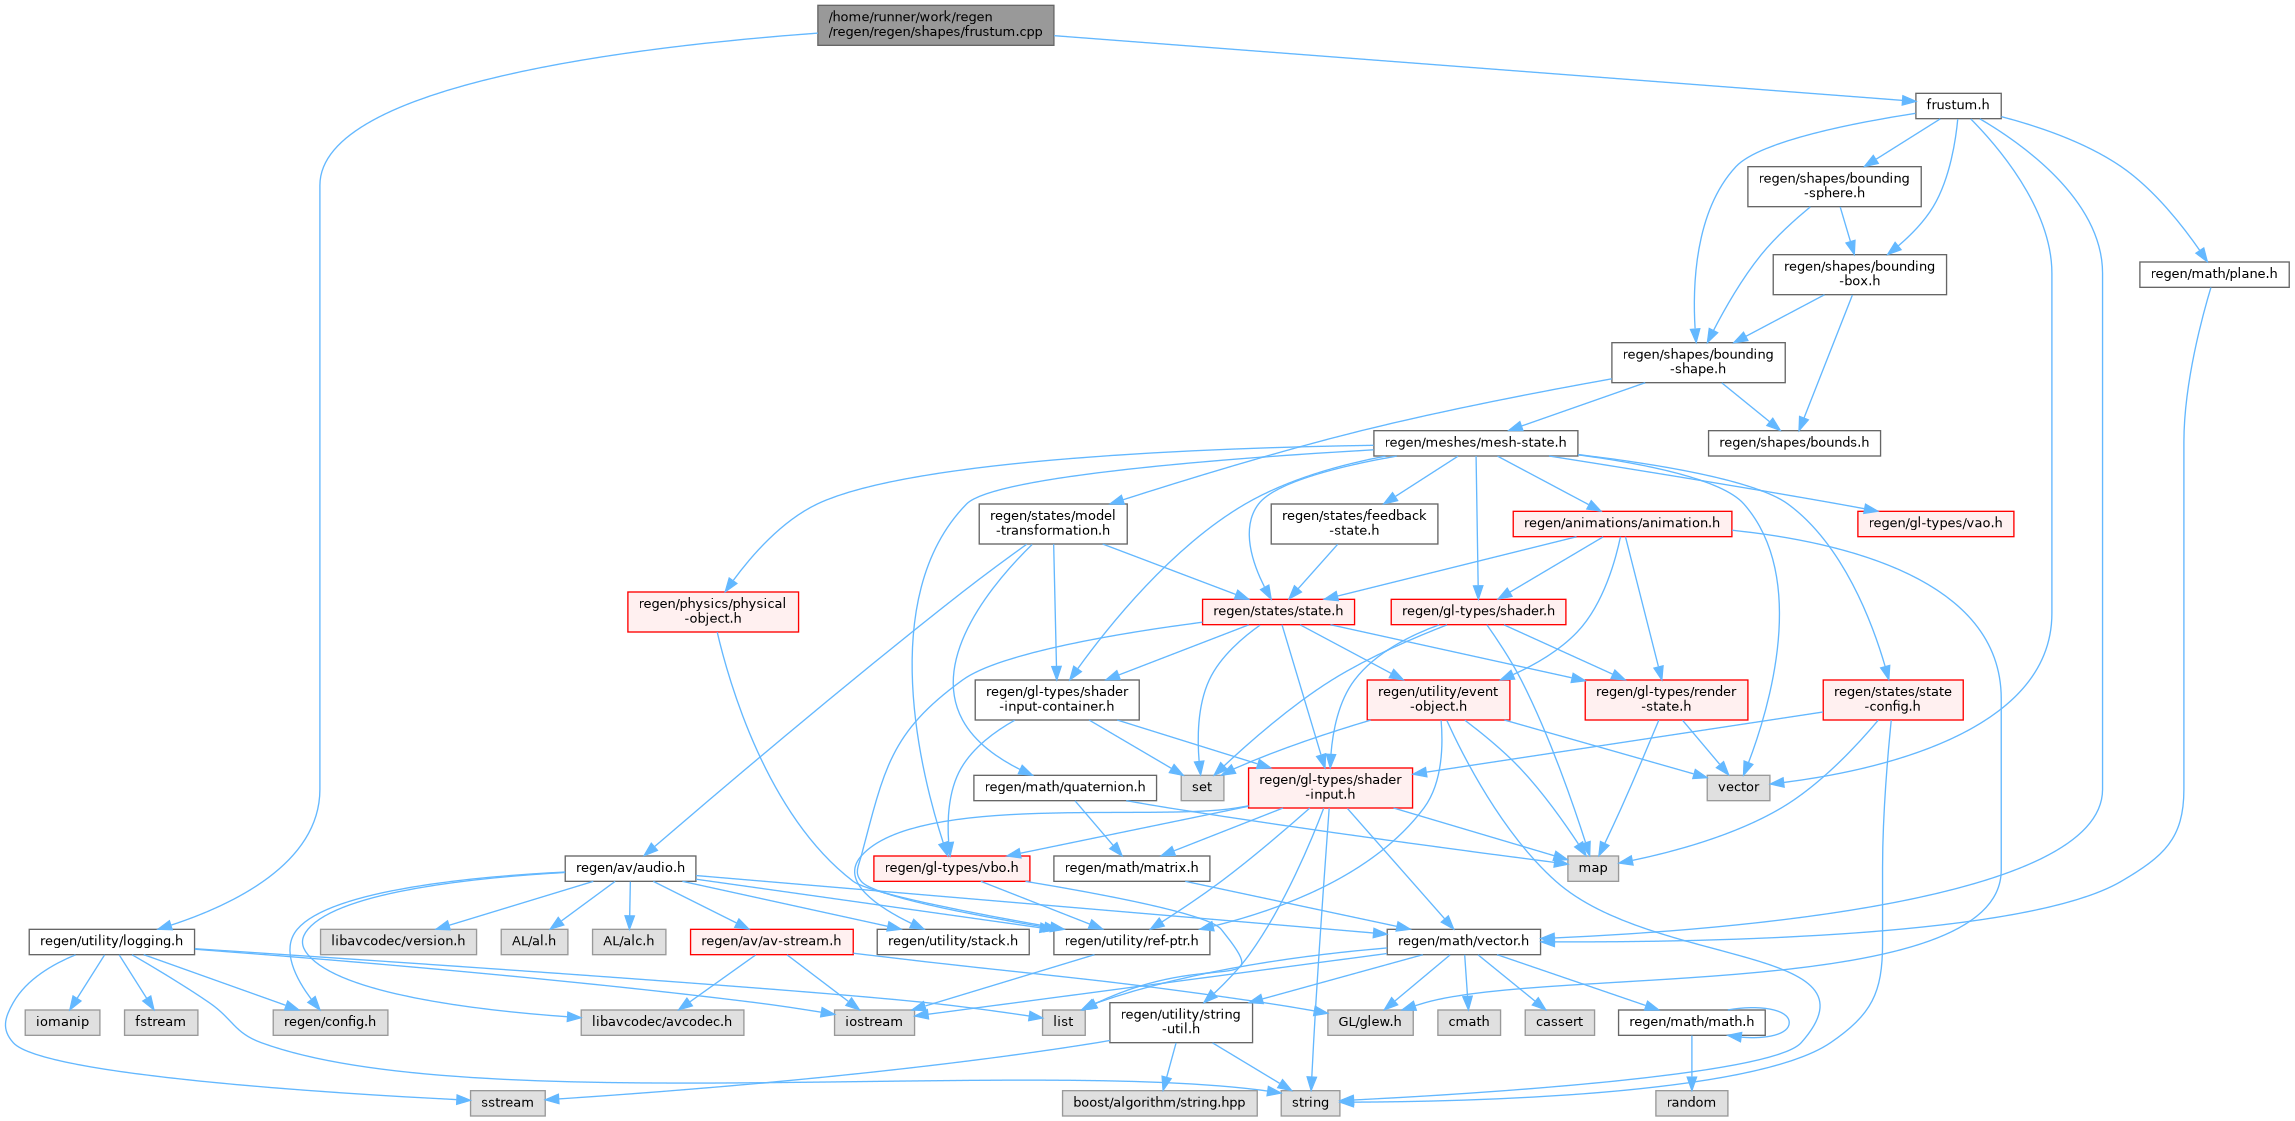 /home/runner/work/regen
/regen/regen/shapes/frustum.cpp
frustum.h
regen/shapes/bounding
-sphere.h
regen/shapes/bounding
-box.h
regen/math/plane.h
regen/shapes/bounding
-shape.h
regen/meshes/mesh-state.h
regen/shapes/bounds.h
regen/states/model
-transformation.h
regen/states/feedback
-state.h
regen/animations/animation.h
regen/gl-types/vao.h
regen/physics/physical
-object.h
regen/states/state.h
regen/gl-types/shader.h
regen/gl-types/shader
-input-container.h
regen/utility/event
-object.h
regen/gl-types/render
-state.h
regen/states/state
-config.h
regen/math/quaternion.h
set
regen/gl-types/shader
-input.h
vector
regen/av/audio.h
regen/gl-types/vbo.h
regen/math/matrix.h
map
regen/utility/logging.h
libavcodec/version.h
AL/al.h
AL/alc.h
regen/av/av-stream.h
regen/utility/stack.h
regen/utility/ref-ptr.h
regen/math/vector.h
iomanip
fstream
regen/config.h
libavcodec/avcodec.h
iostream
list
regen/utility/string
-util.h
GL/glew.h
cmath
cassert
regen/math/math.h
sstream
boost/algorithm/string.hpp
string
random